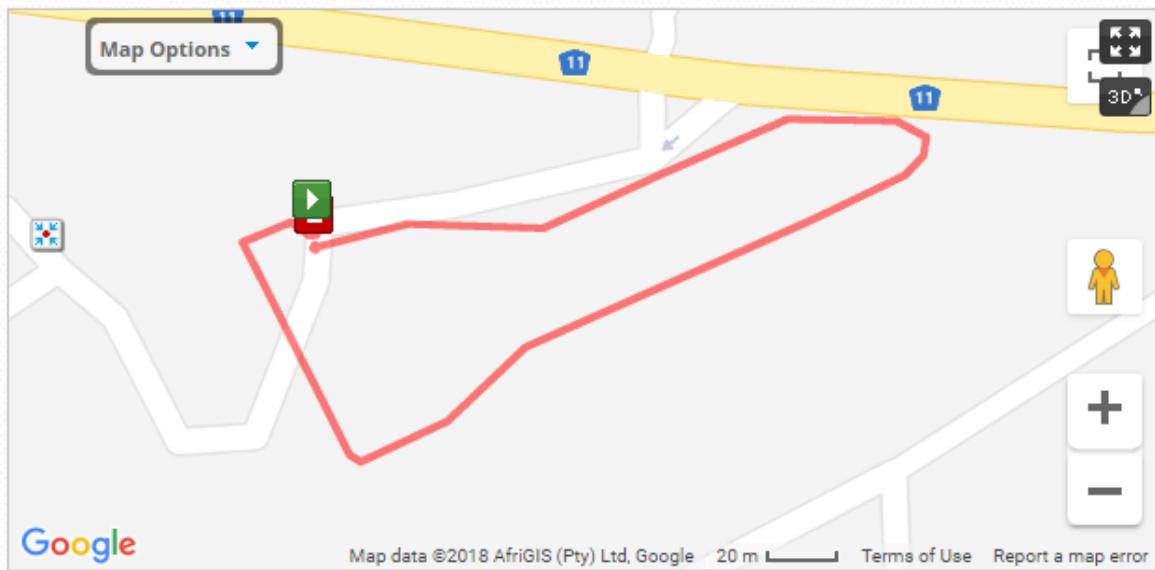 11
Map Options
11
11
3D
Google
Map data ©2018 AfriGIS (Pty) Ltd, Google 20 m Terms of Use Report a map error